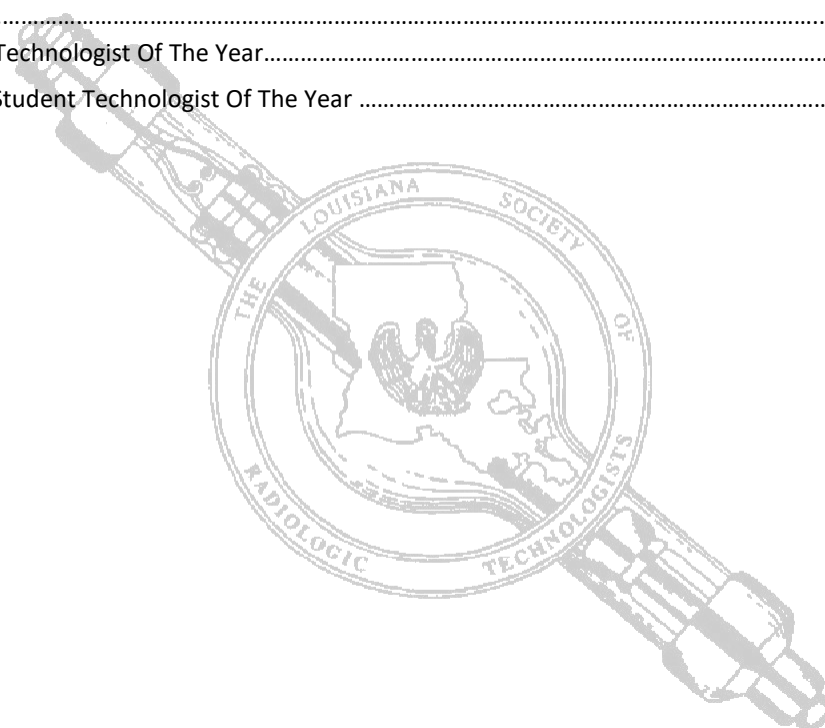 ……………………………………………………………………………………………………………………
Technologist Of The Year……………………………………………………………………………
Student Technologist Of The Year ……………………………………………………………
THE LOUISIANA SOCIETY OF
RADIOLOGIC TECHNOLOGISTS